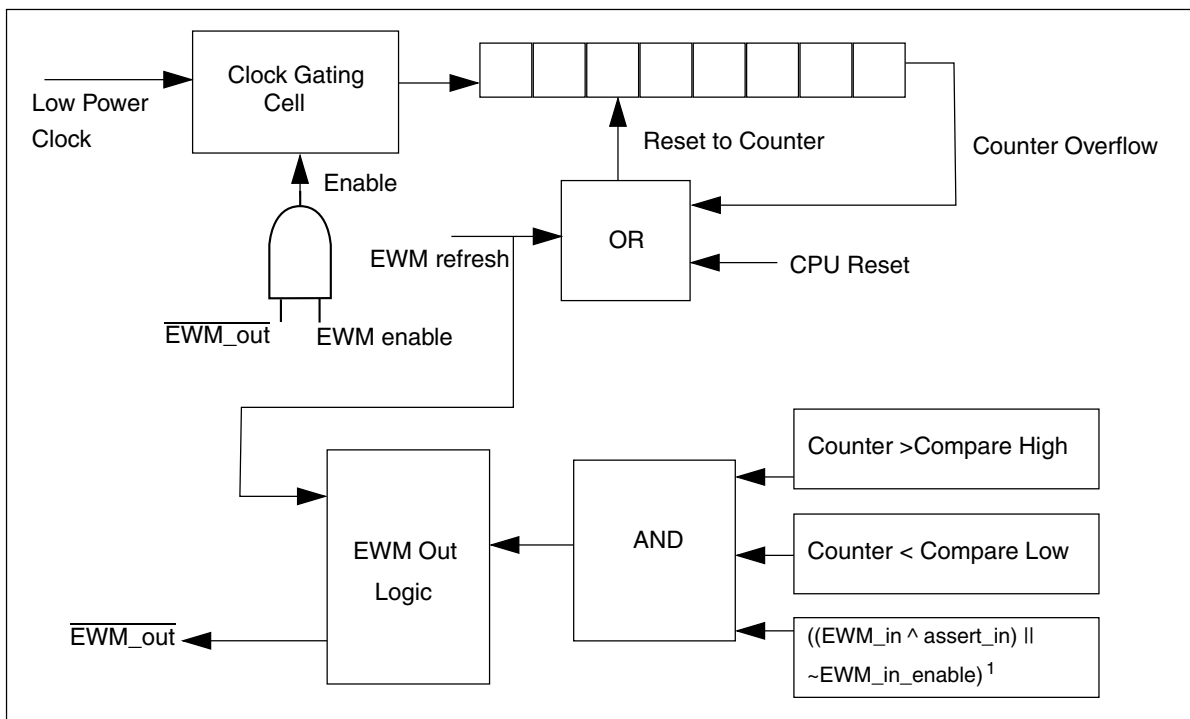 Clock Gating
Cell
Low Power
Clock
Reset to Counter
Counter Overflow
Enable
OR
EWM refresh
CPU Reset
EWM_out
EWM enable
Counter >Compare High
AND
EWM Out
Logic
Counter < Compare Low
EWM_out
((EWM_in ^ assert_in) ||
~EWM_in_enable) 1